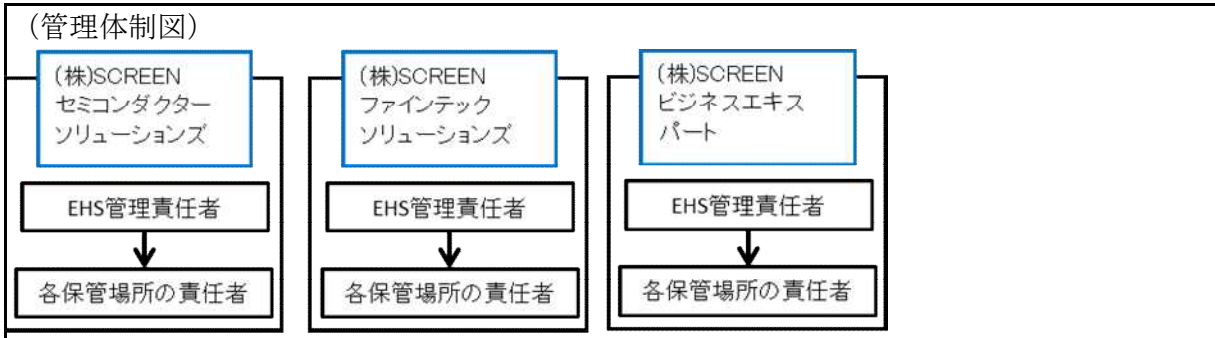 （管理体制図）
(株)SCREEN
セミコンダクター
ソリューションズ
EHS管理責任者
各保管場所の責任者
(株)SCREEN
ファインテック
ソリューションズ
EHS管理責任者
各保管場所の責任者
(株)SCREEN
ビジネスエキス
パート
EHS管理責任者
各保管場所の責任者